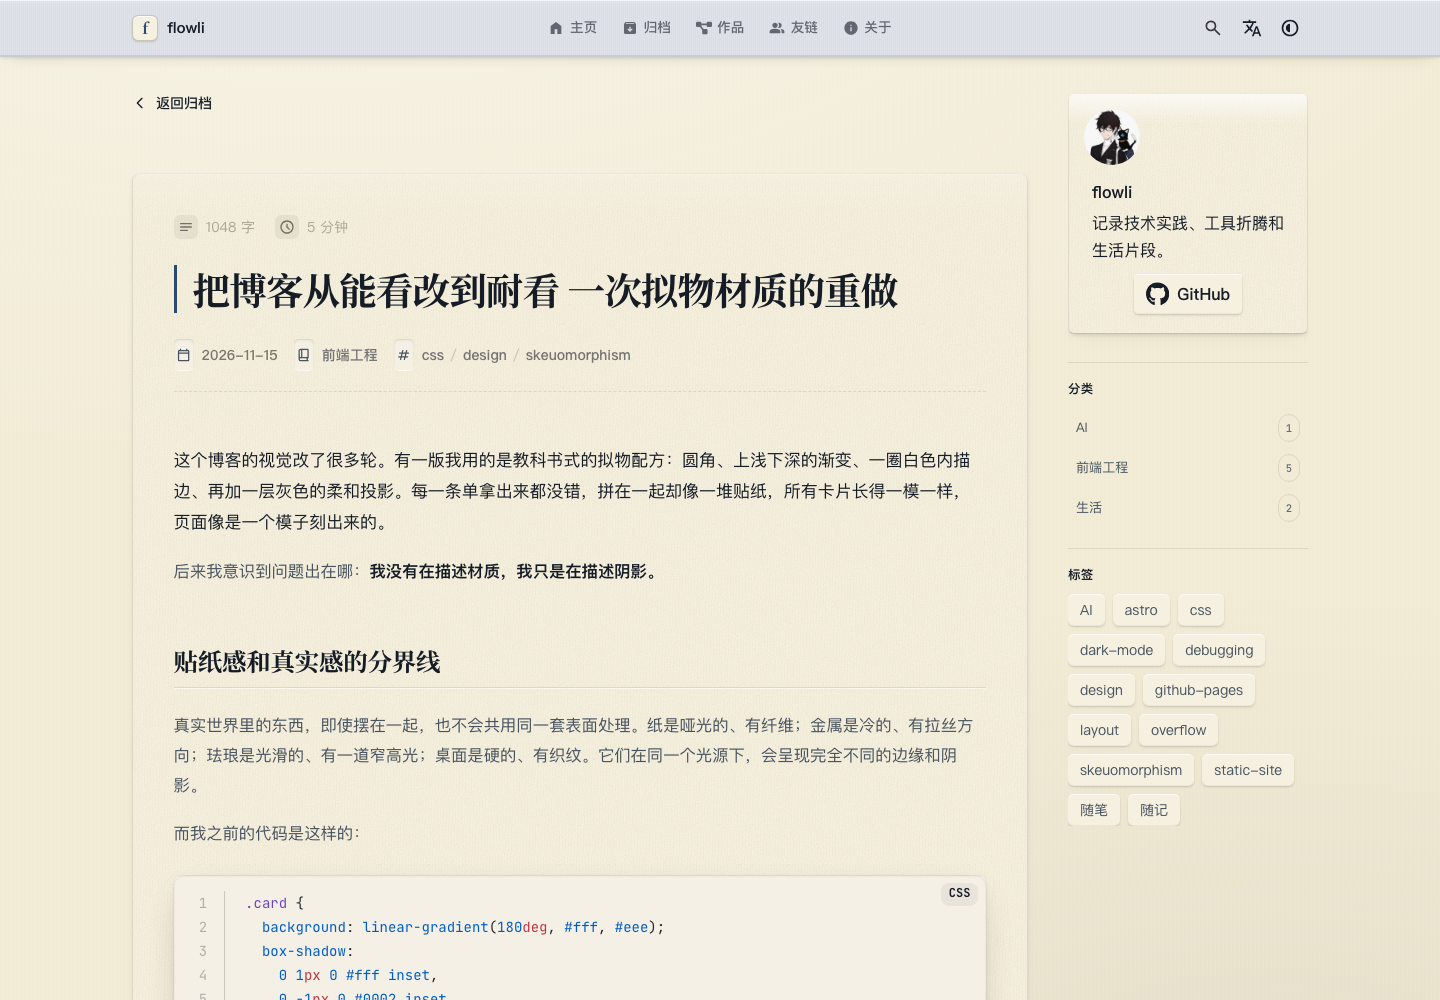 f flowli
主页 归档 作品 友链 关于
返回归档
1048 字 5 分钟
把博客从能看改到耐看 一次拟物材质的重做
2026-11-15 前端工程 # css / design / skeuomorphism
这个博客的视觉改了很多轮。有一版我用的是教科书式的拟物配方：圆角、上浅下深的渐变、一圈白色内描
边、再加一层灰色的柔和投影。每一条单拿出来都没错，拼在一起却像一堆贴纸，所有卡片长得一模一样，
页面像是一个模子刻出来的。
后来我意识到问题出在哪：我没有在描述材质，我只是在描述阴影。
贴纸感和真实感的分界线
真实世界里的东西，即使摆在一起，也不会共用同一套表面处理。纸是哑光的、有纤维；金属是冷的、有拉丝方
向；珐琅是光滑的、有一道窄高光；桌面是硬的、有织纹。它们在同一个光源下，会呈现完全不同的边缘和阴
影。
而我之前的代码是这样的：
CSS
1 .card {
2 background: linear-gradient(180deg, #fff, #eee);
3 box-shadow:
4 0 1px 0 #fff inset,
5 0 -1px 0 #0002 inset
flowli
记录技术实践、工具折腾和
生活片段。
GitHub
分类
AI 1
前端工程 5
生活 2
标签
AI astro css
dark-mode debugging
design github-pages
layout overflow
skeuomorphism static-site
随笔 随记